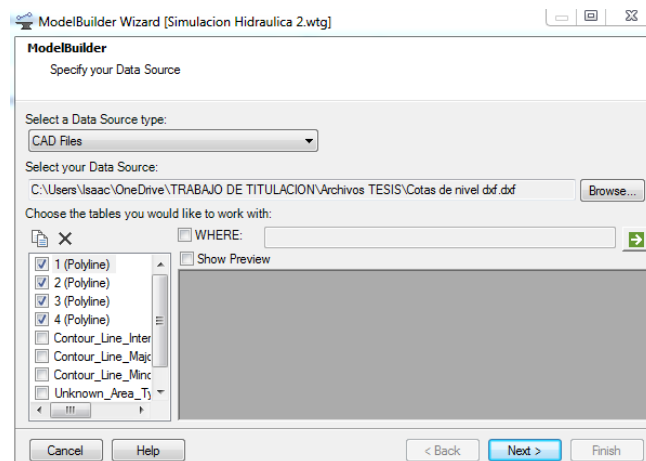 ModelBuilder Wizard [Simulacion Hidraulica 2.wtg]
ModelBuilder
Specify your Data Source
Select a Data Source type:
CAD Files
Select your Data Source:
C:\Users\Isaac\OneDrive\TRABAJO DE TITULACION\Archivos TESIS\Cotas de nivel dxf.dxf
Browse...
Choose the tables you would like to work with:
WHERE:
Show Preview
1 (Polyline)
2 (Polyline)
3 (Polyline)
4 (Polyline)
Contour_Line_Inter
Contour_Line_Majo
Contour_Line_Mino
Unknown_Area_Ty
Cancel
Help
< Back
Next >
Finish